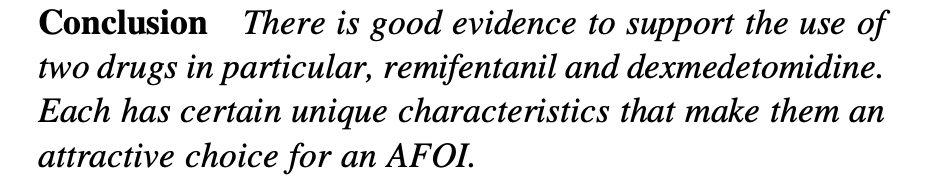 Conclusion There is good evidence to support the use of
two drugs in particular, remifentanil and dexmedetomidine.
Each has certain unique characteristics that make them an
attractive choice for an AFOI.